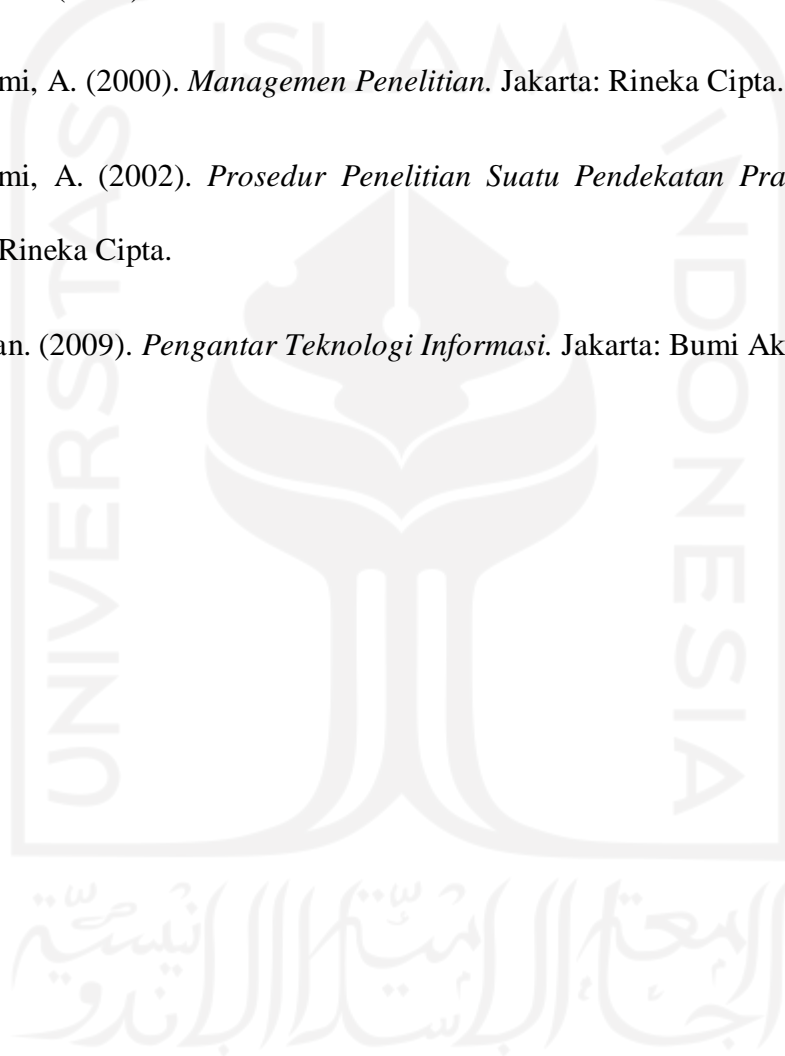 mi, A. (2000). Managemen Penelitian. Jakarta: Rineka Cipta.
mi, A. (2002). Prosedur Penelitian Suatu Pendekatan Pra
Rineka Cipta.
an. (2009). Pengantar Teknologi Informasi. Jakarta: Bumi Ak
ISLAM
UNIVERSITAS
INDONESIA